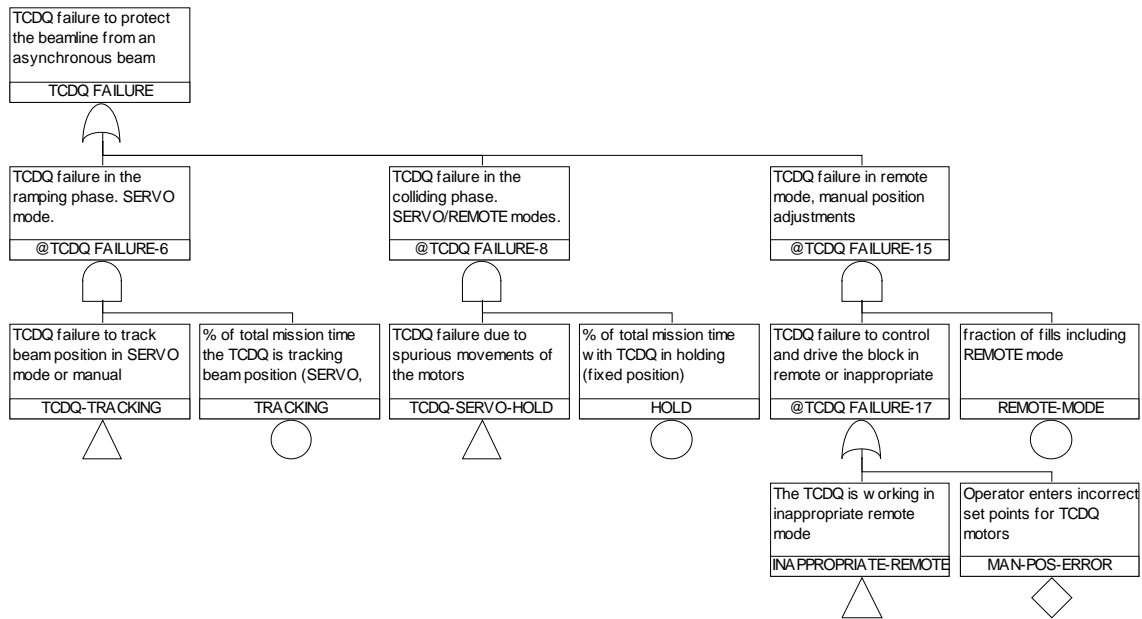 TCDQ failure to protect
the beamline from an
asynchronous beam
TCDQ FAILURE
TCDQ failure in the
ramping phase. SERVO
mode.
@TCDQ FAILURE-6
TCDQ failure in the
colliding phase.
SERVO/REMOTE modes.
@TCDQ FAILURE-8
TCDQ failure in remote
mode, manual position
adjustments
@TCDQ FAILURE-15
TCDQ failure to track
beam position in SERVO
mode or manual
TCDQ-TRACKING
% of total mission time
the TCDQ is tracking
beam position (SERVO,
TRACKING
TCDQ failure due to
spurious movements of
the motors
TCDQ-SERVO-HOLD
% of total mission time
with TCDQ in holding
(fixed position)
HOLD
TCDQ failure to control
and drive the block in
remote or inappropriate
@TCDQ FAILURE-17
fraction of fills including
REMOTE mode
REMOTE-MODE
The TCDQ is working in
inappropriate remote
mode
INAPPROPRIATE-REMOTE
Operator enters incorrect
set points for TCDQ
motors
MAN-POS-ERROR